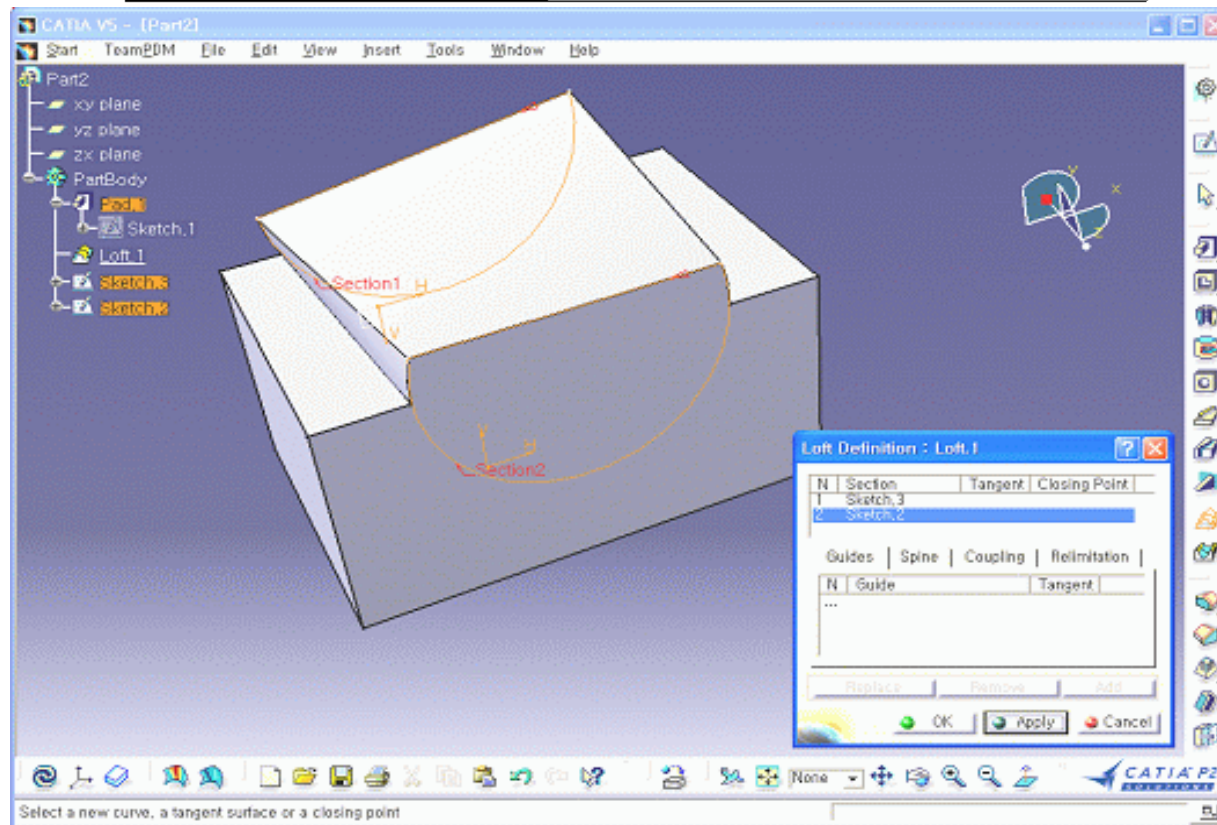 CATIA V5 - [Part2]
Start TeamPDM File Edit View Insert Tools Window Help
Part2
xy plane
yz plane
zx plane
PartBody
Pad.1
Sketch.1
Loft.1
Sketch.3
Sketch.2
Section1
H
V
V
H
Section2
Y
X
Z
Loft Definition : Loft.1
N Section Tangent Closing Point
1 Sketch.3
2 Sketch.2
Guides Spine Coupling Relimitation
N Guide Tangent
...
Replace Remove Add
OK Apply Cancel
None
CATIA P2
SOLUTIONS
Select a new curve, a tangent surface or a closing point